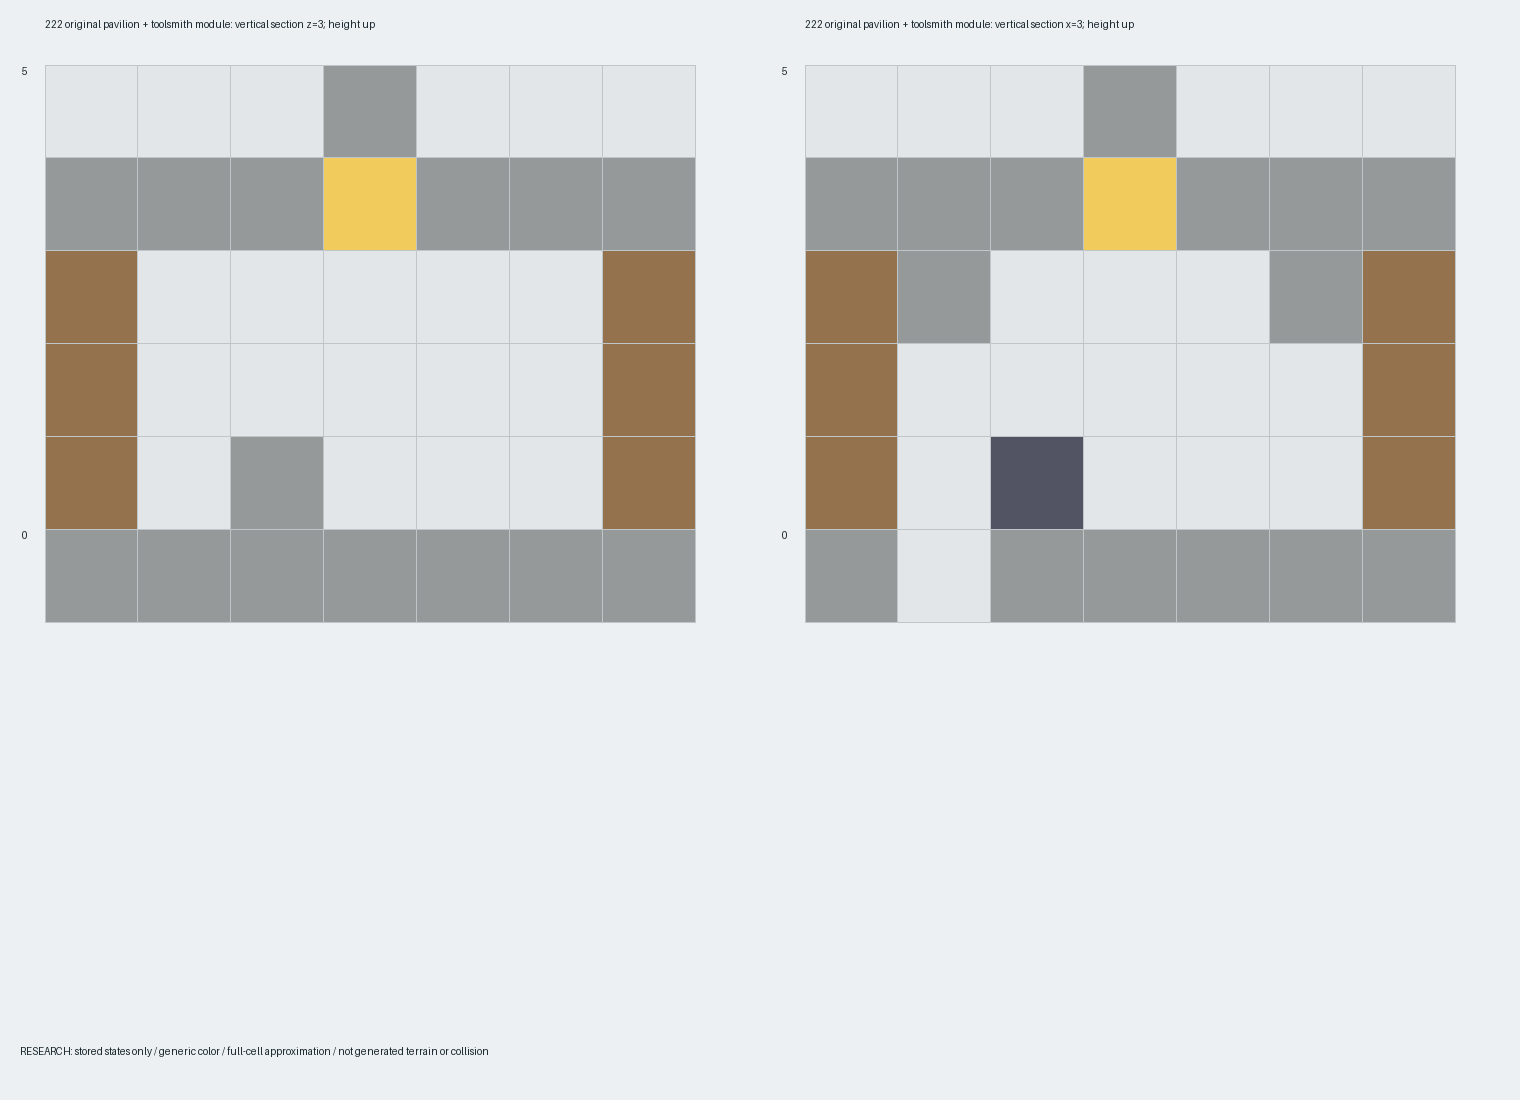 222 original pavilion + toolsmith module: vertical section z=3; height up
222 original pavilion + toolsmith module: vertical section x=3; height up
5
5
0
0
RESEARCH: stored states only / generic color / full-cell approximation / not generated terrain or collision